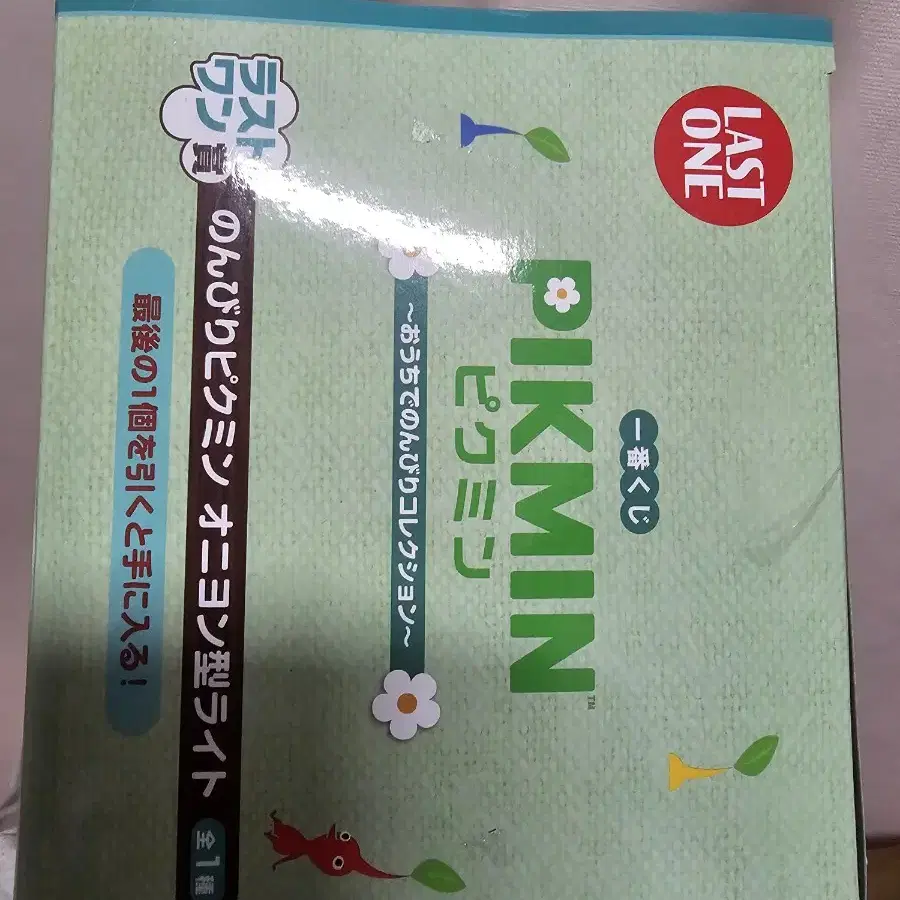 LAST
ONE
一番くじ
PIKMIN™
ピクミン
~おうちでのんびりコレクション~
ラスト
ワン
賞
のんびりピクミン オニヨン型ライト
全1種
最後の1個を引くと手に入る!